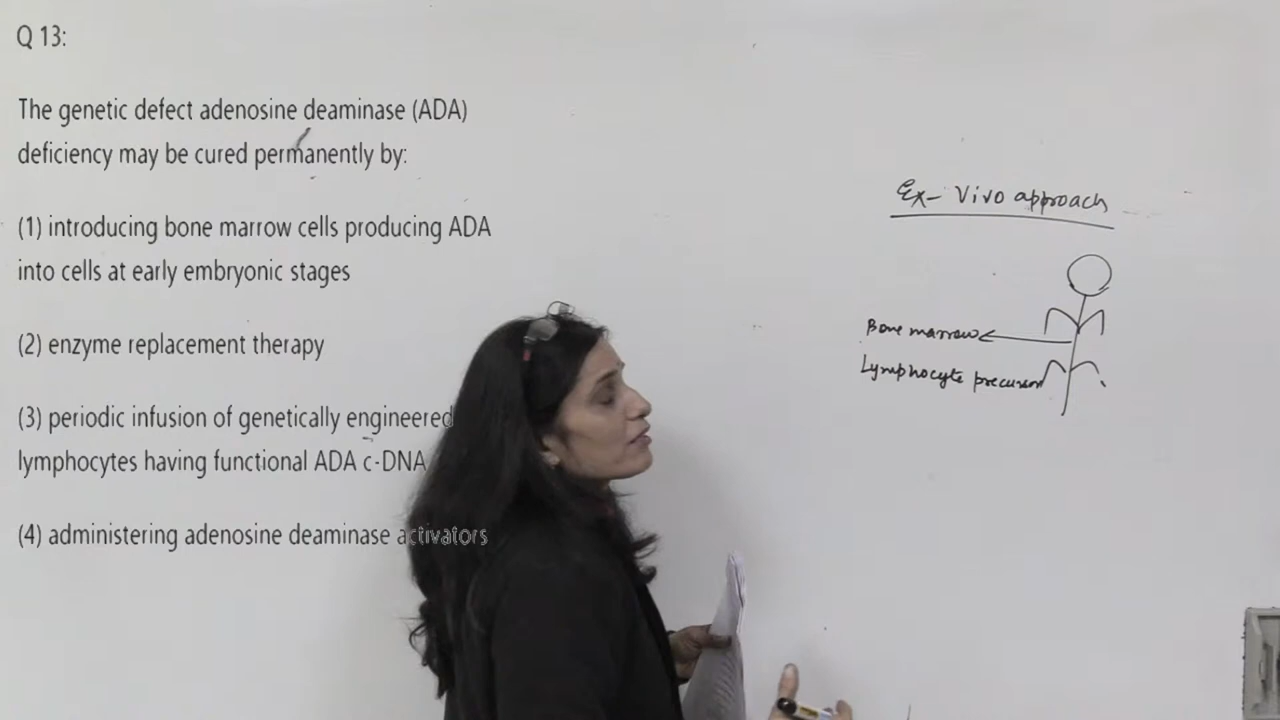 Q 13:
The genetic defect adenosine deaminase (ADA)
deficiency may be cured permanently by:
(1) introducing bone marrow cells producing ADA
into cells at early embryonic stages
(2) enzyme replacement therapy
(3) periodic infusion of genetically engineered
lymphocytes having functional ADA c-DNA
(4) administering adenosine deaminase activators
Ex- Vivo approach
Bone marrow
Lymphocyte precursor